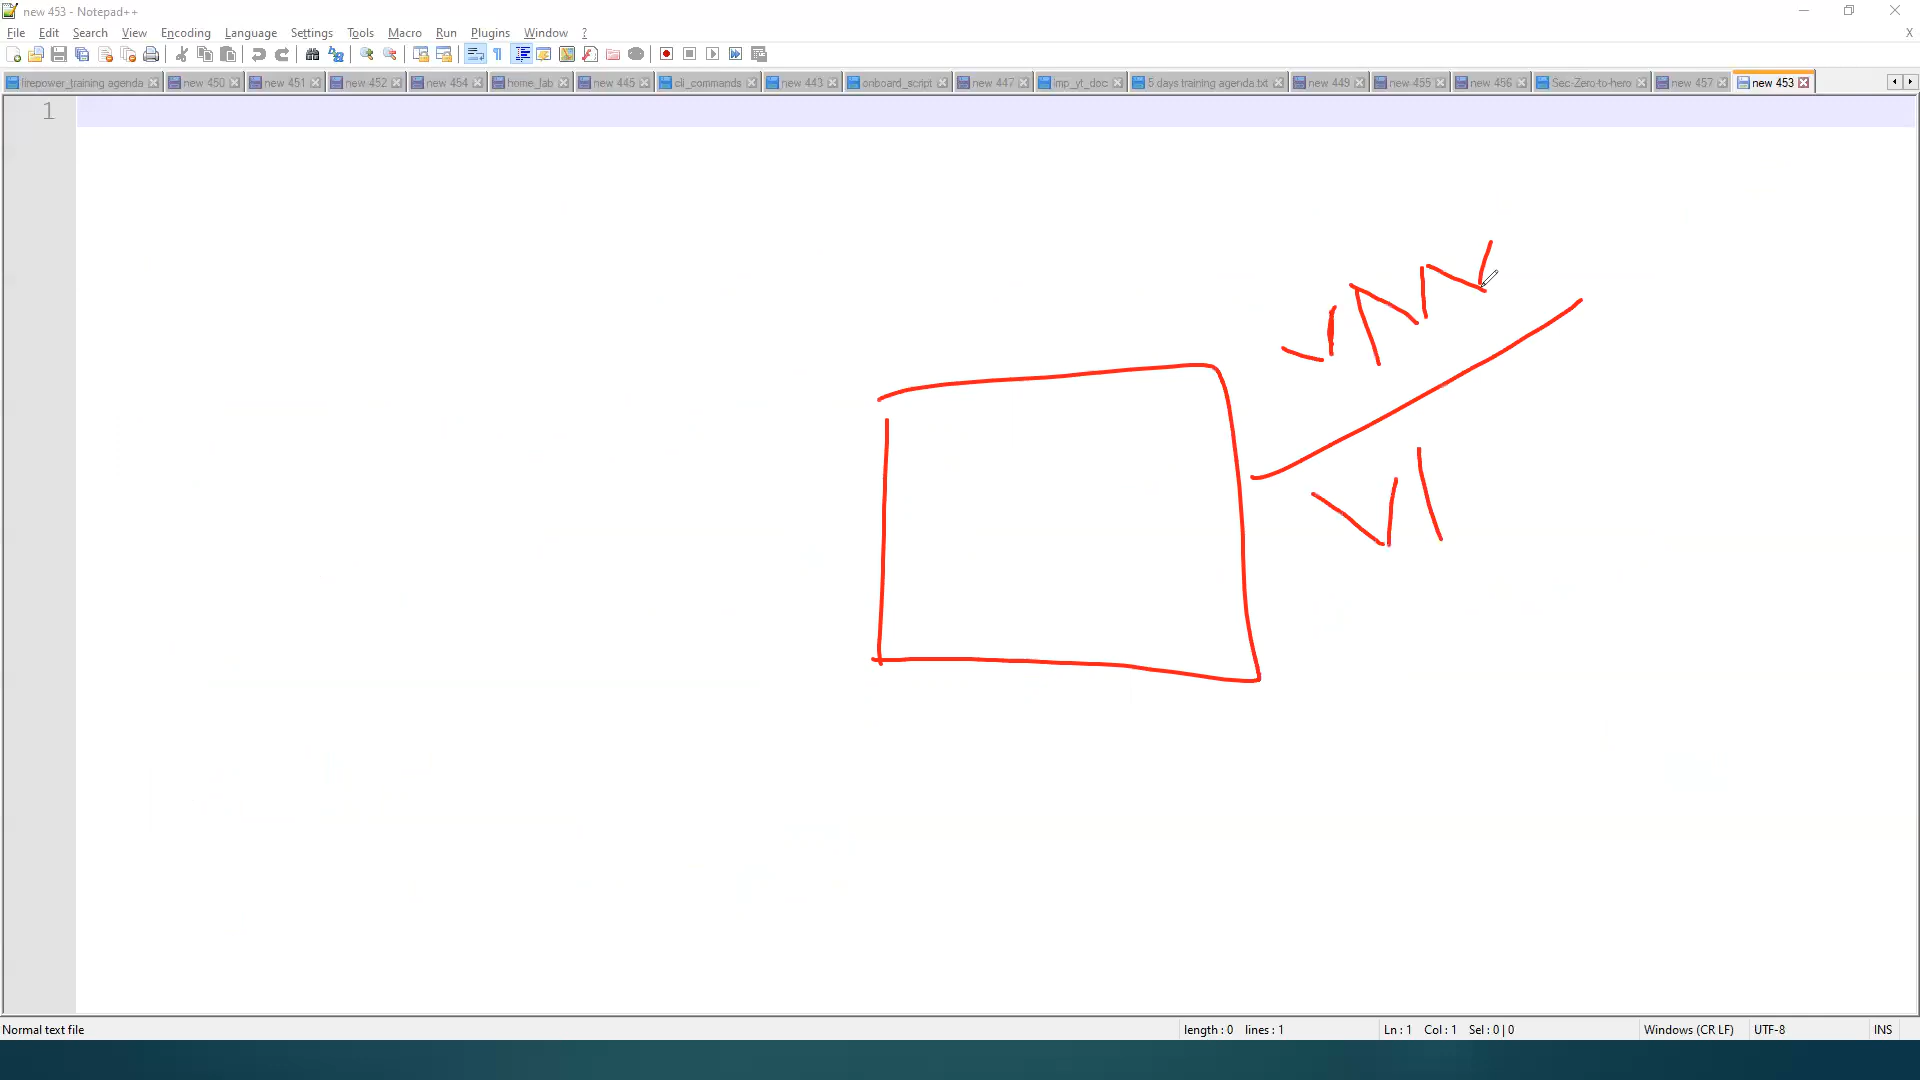 new 453 - Notepad++
File Edit Search View Encoding Language Settings Tools Macro Run Plugins Window ?
X
firepower_training agenda new 450 new 451 new 452 new 454 home_lab new 445 cli_commands new 443 onboard_script new 447 imp_yt_doc 5 days training agenda.txt new 449 new 455 new 456 Sec-Zero-to-hero new 457 new 453
1
Normal text file length : 0 lines : 1 Ln : 1 Col : 1 Sel : 0 | 0 Windows (CR LF) UTF-8 INS